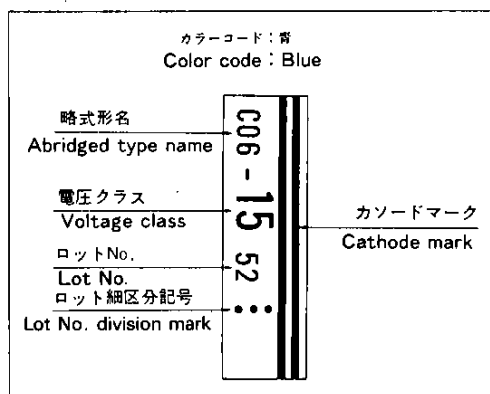 カラーコード：青
Color code : Blue
略式形名
Abridged type name
電圧クラス
Voltage class
ロットNo.
Lot No.
ロット細区分記号
Lot No. division mark
C06-15 52 •••
カソードマーク
Cathode mark